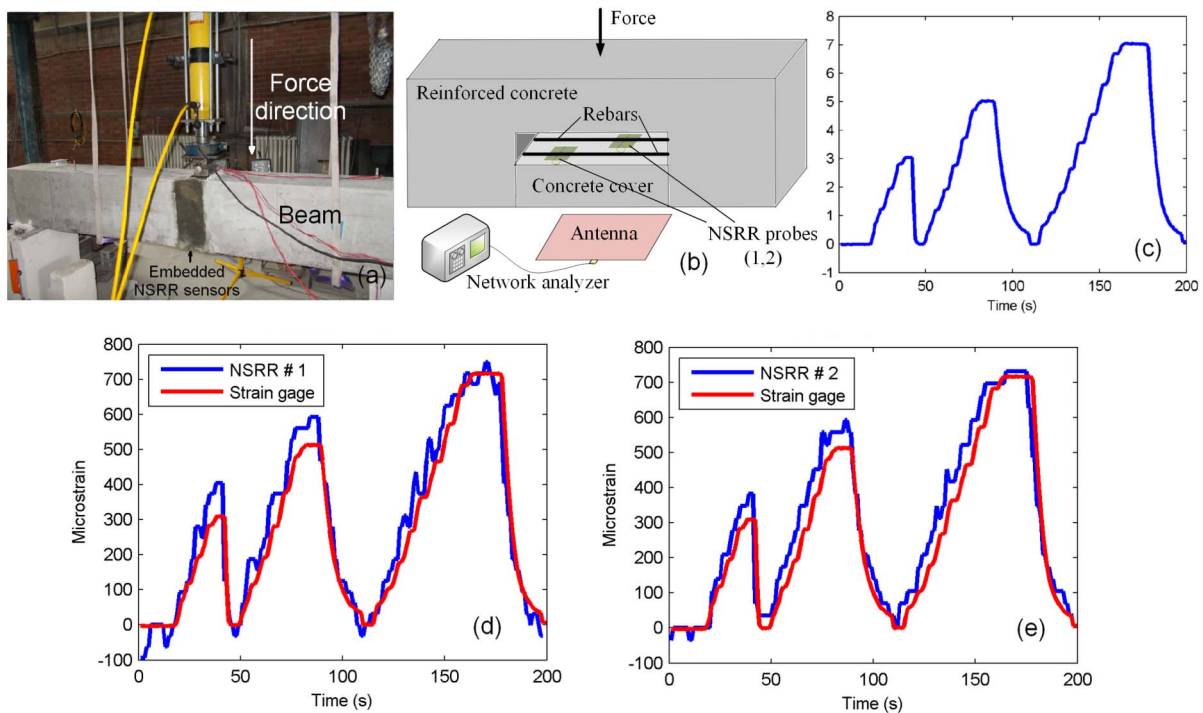 Force
direction
Beam
Embedded
NSRR sensors
(a)
Force
Reinforced concrete
Rebars
Concrete cover
Antenna
NSRR probes
(1,2)
Network analyzer
(b)
8
7
6
5
4
3
2
1
0
-1
0 50 100 150 200
Time (s)
(c)
800
700
600
500
400
300
200
100
0
-100
Microstrain
NSRR # 1
Strain gage
0 50 100 150 200
Time (s)
(d)
800
700
600
500
400
300
200
100
0
-100
Microstrain
NSRR # 2
Strain gage
0 50 100 150 200
Time (s)
(e)